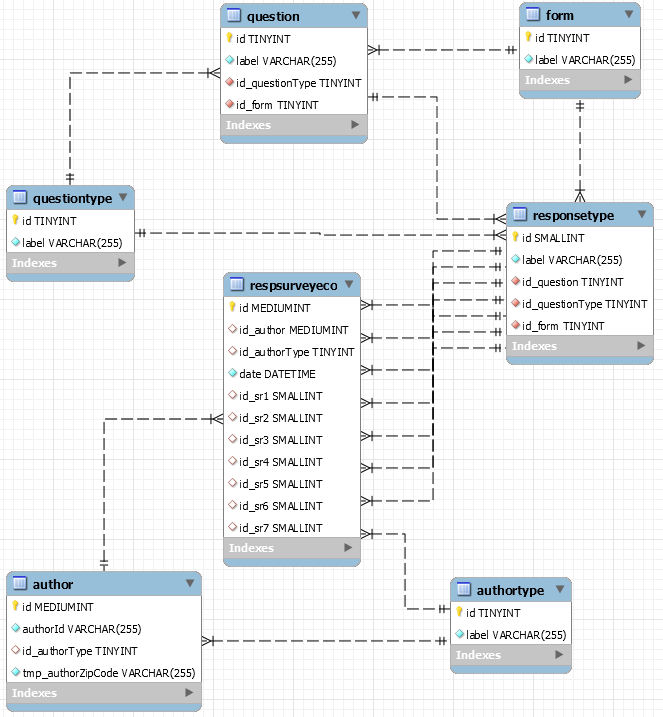 question
id TINYINT
label VARCHAR(255)
id_questionType TINYINT
id_form TINYINT
Indexes
form
id TINYINT
label VARCHAR(255)
Indexes
questiontype
id TINYINT
label VARCHAR(255)
Indexes
responsetype
id SMALLINT
label VARCHAR(255)
id_question TINYINT
id_questionType TINYINT
id_form TINYINT
Indexes
respsurveyeco
id MEDIUMINT
id_author MEDIUMINT
id_authorType TINYINT
date DATETIME
id_sr1 SMALLINT
id_sr2 SMALLINT
id_sr3 SMALLINT
id_sr4 SMALLINT
id_sr5 SMALLINT
id_sr6 SMALLINT
id_sr7 SMALLINT
Indexes
author
id MEDIUMINT
authorId VARCHAR(255)
id_authorType TINYINT
tmp_authorZipCode VARCHAR(255)
Indexes
authortype
id TINYINT
label VARCHAR(255)
Indexes